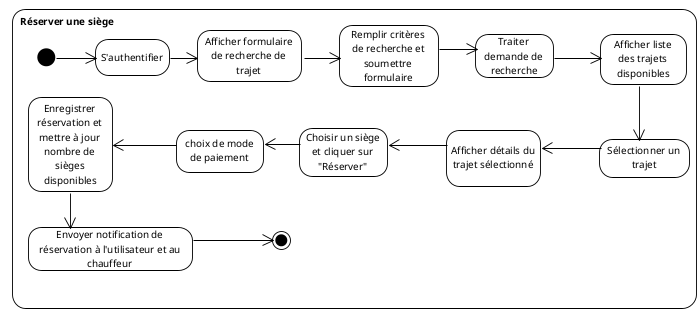 Réserver une siège
S'authentifier
Afficher formulaire
de recherche de
trajet
Remplir critères
de recherche et
soumettre
formulaire
Traiter
demande de
recherche
Afficher liste
des trajets
disponibles
Sélectionner un
trajet
Afficher détails du
trajet sélectionné
Choisir un siège
et cliquer sur
"Réserver"
choix de mode
de paiement
Enregistrer
réservation et
mettre à jour
nombre de
sièges
disponibles
Envoyer notification de
réservation à l'utilisateur et au
chauffeur